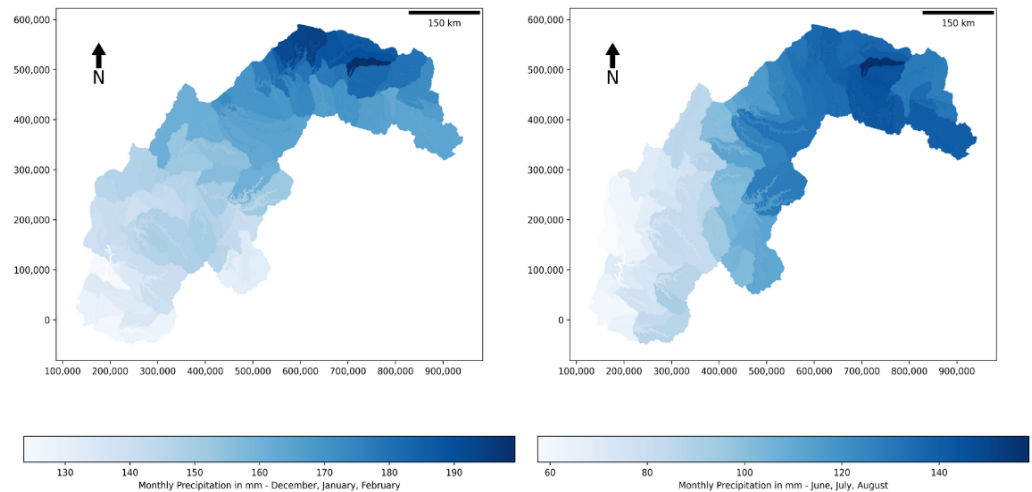 150 km
N
600,000
500,000
400,000
300,000
200,000
100,000
0
100,000 200,000 300,000 400,000 500,000 600,000 700,000 800,000 900,000
130 140 150 160 170 180 190
Monthly Precipitation in mm - December, January, February
150 km
N
600,000
500,000
400,000
300,000
200,000
100,000
0
100,000 200,000 300,000 400,000 500,000 600,000 700,000 800,000 900,000
60 80 100 120 140
Monthly Precipitation in mm - June, July, August